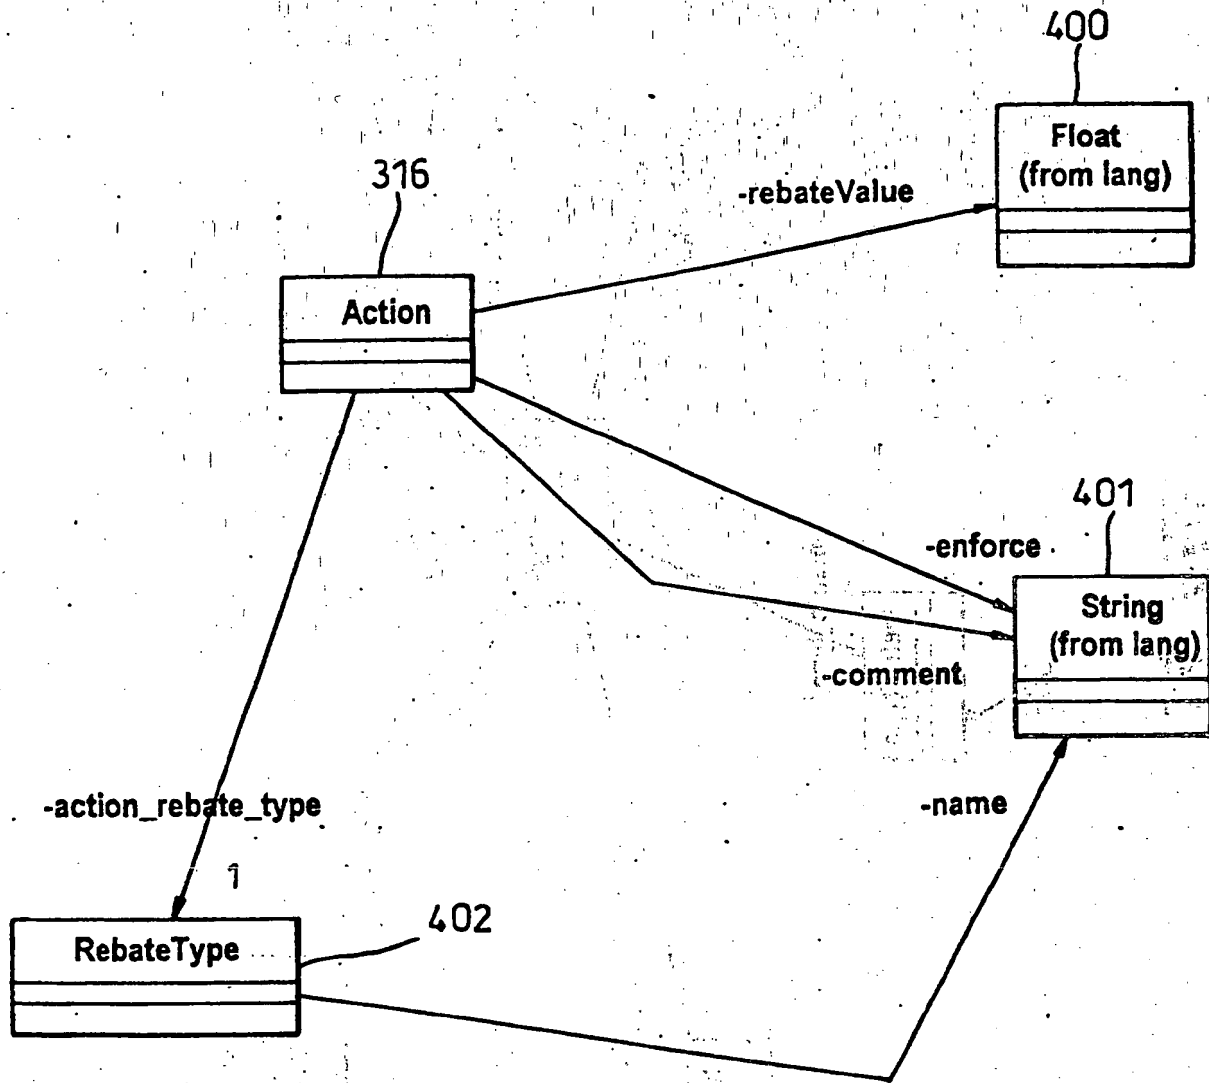 400
Float
(from lang)
316
-rebateValue
Action
401
-enforce
String
(from lang)
-comment
-action_rebate_type
-name
1
402
RebateType